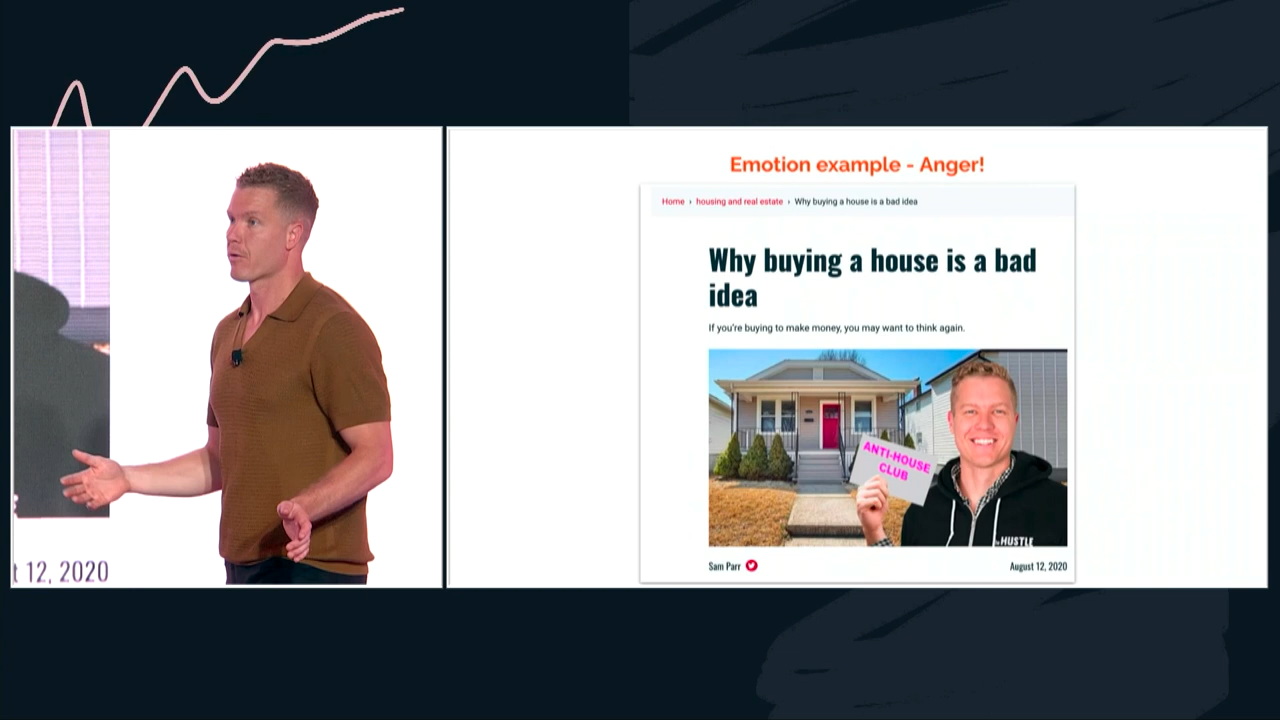 t 12, 2020
Emotion example - Anger!
Home › housing and real estate › Why buying a house is a bad idea
Why buying a house is a bad
idea
If you're buying to make money, you may want to think again.
ANTI-HOUSE
CLUB
HUSTLE
Sam Parr
August 12, 2020